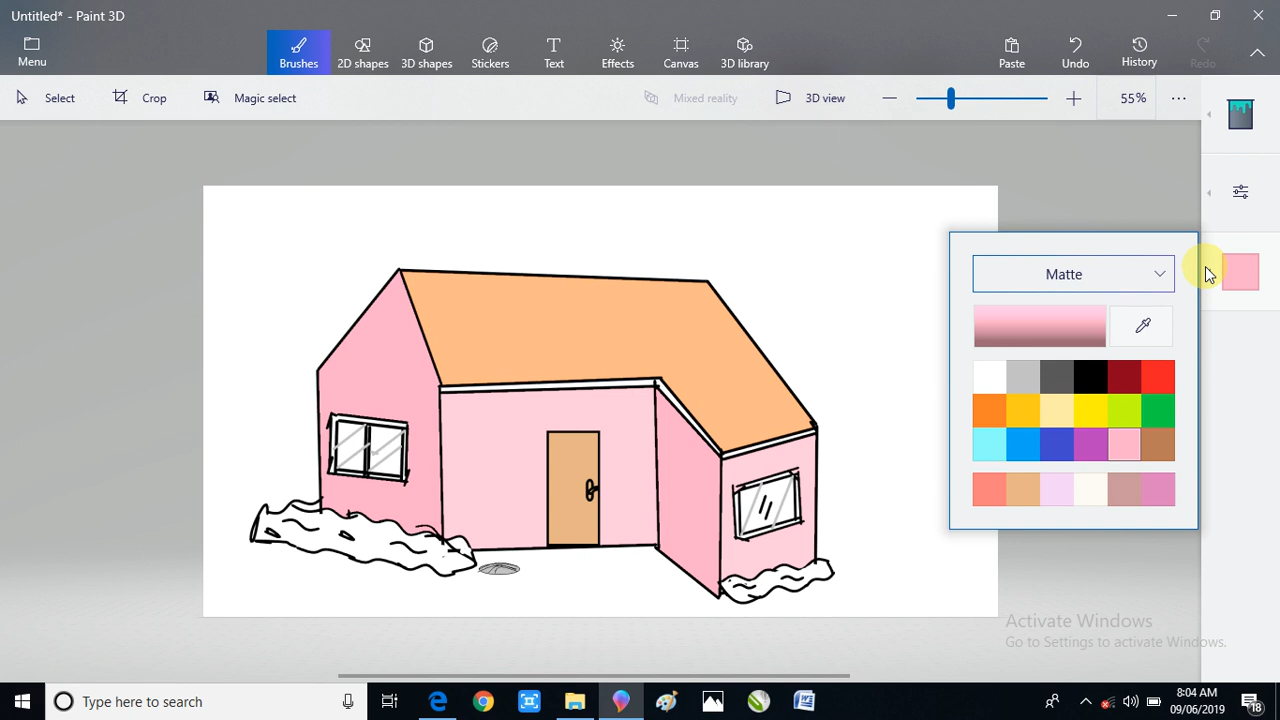 Untitled* - Paint 3D
Menu
Brushes
2D shapes
3D shapes
Stickers
Text
Effects
Canvas
3D library
Paste
Undo
History
Redo
Select
Crop
Magic select
Mixed reality
3D view
55%
Matte
Activate Windows
Go to Settings to activate Windows.
Type here to search
8:04 AM
09/06/2019
18